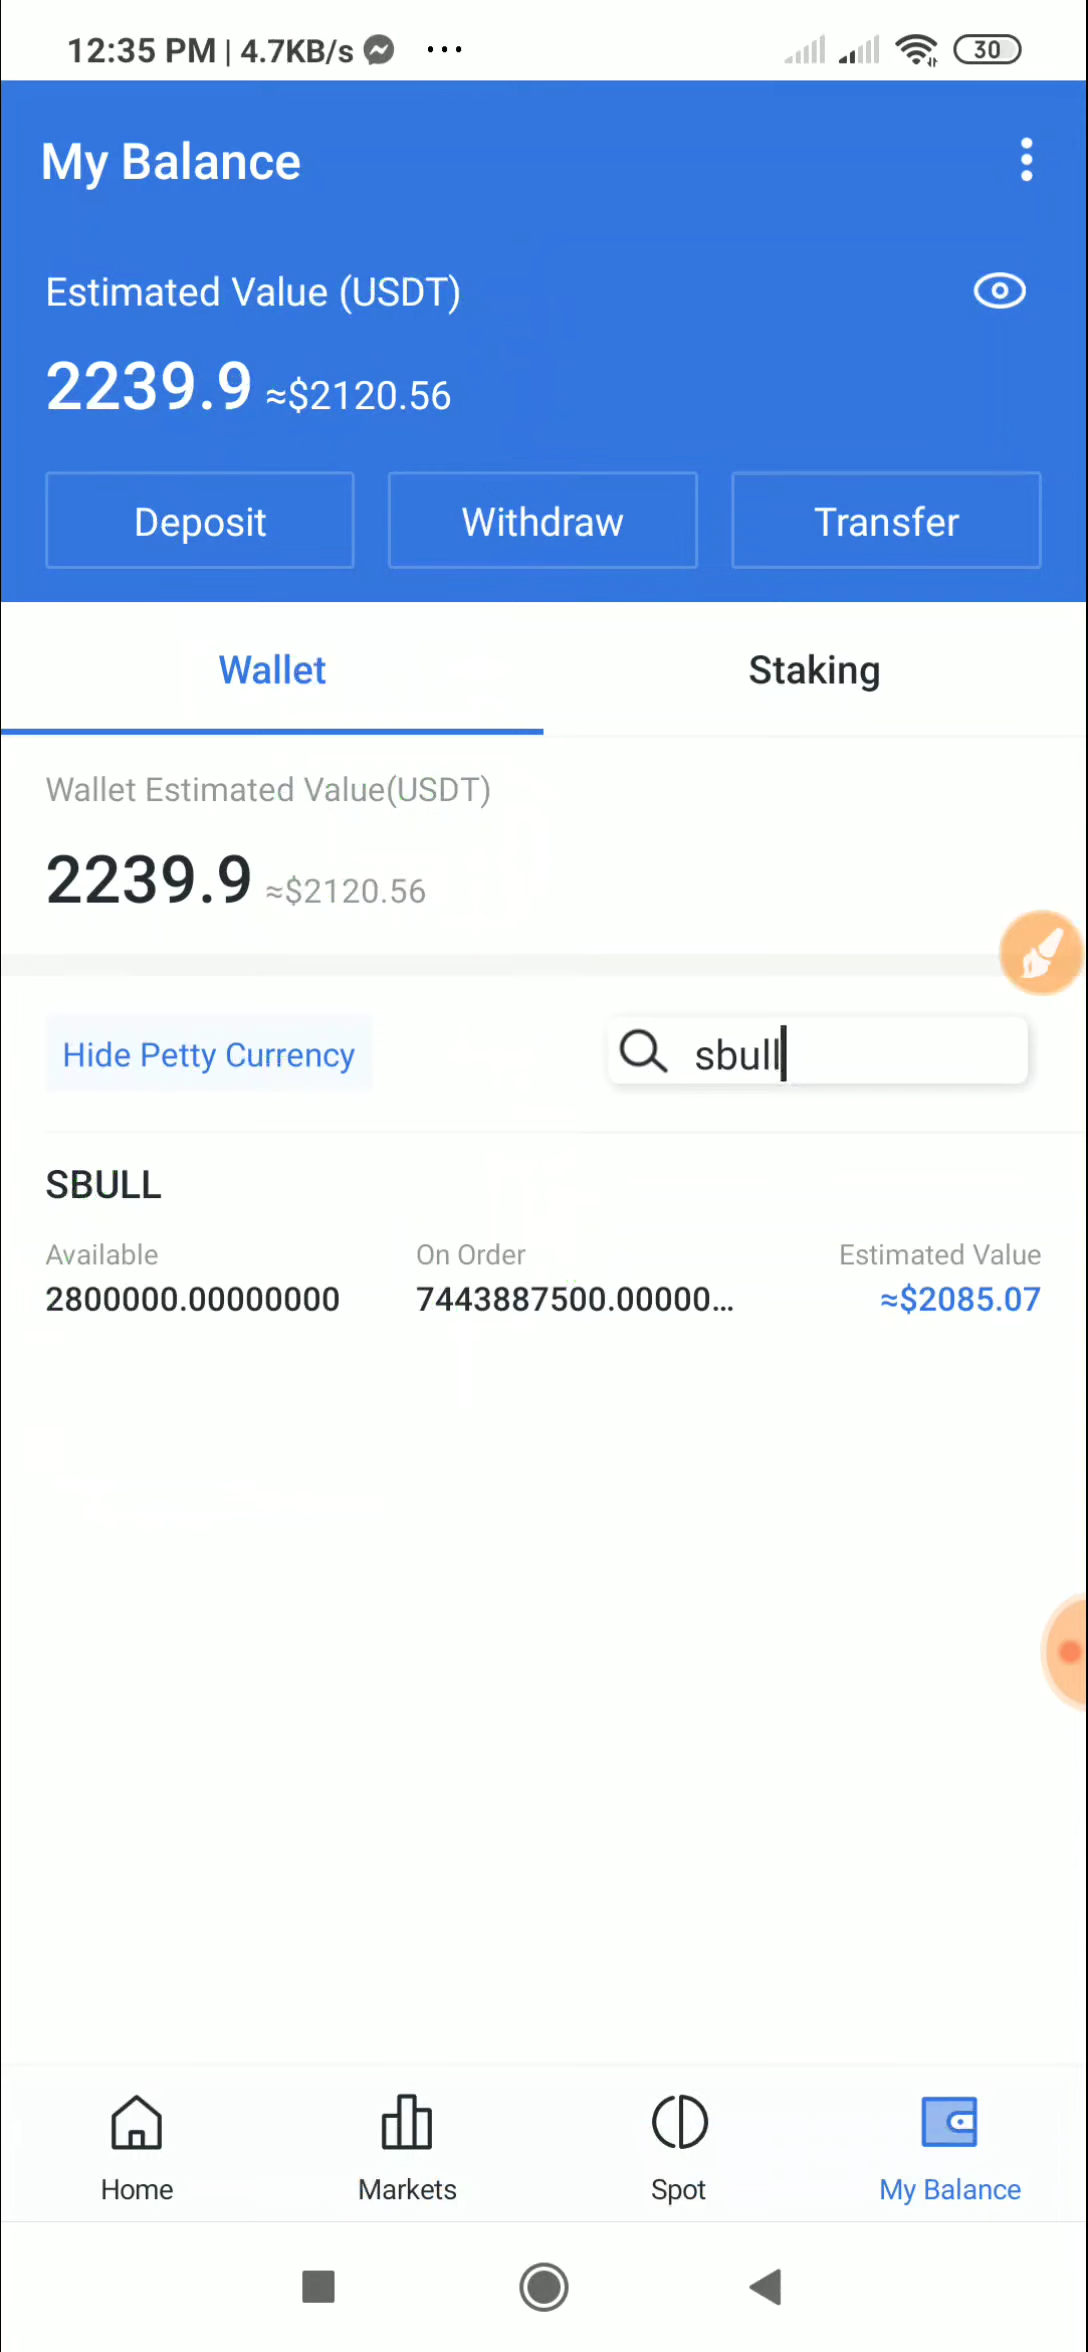 12:35 PM | 4.7KB/s ... 30
My Balance
Estimated Value (USDT)
2239.9 ≈$2120.56
Deposit Withdraw Transfer
Wallet Staking
Wallet Estimated Value(USDT)
2239.9 ≈$2120.56
Hide Petty Currency sbull
SBULL
Available On Order Estimated Value
2800000.00000000 7443887500.00000... ≈$2085.07
Home Markets Spot My Balance